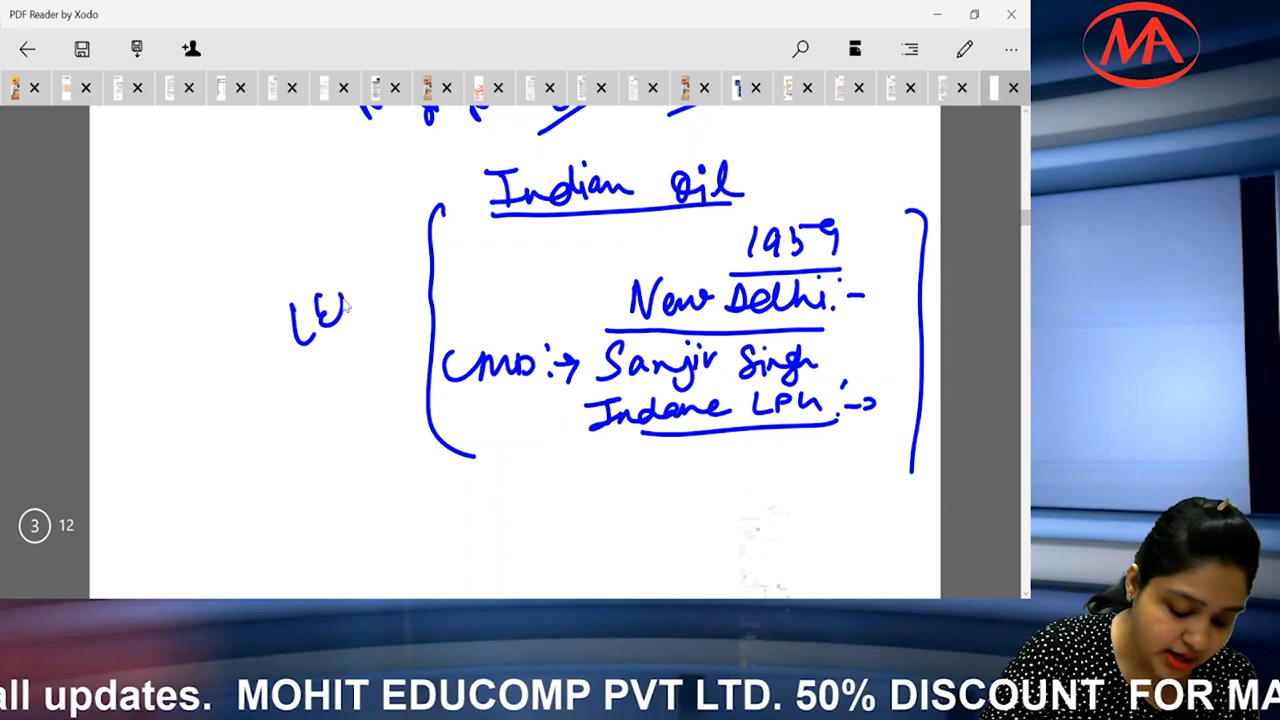 PDF Reader by Xodo
MA
Indian Oil
1959
New Delhi:-
CMD:→ Sanjiv Singh
Indane LPG:→
3 12
all updates. MOHIT EDUCOMP PVT LTD. 50% DISCOUNT FOR MA